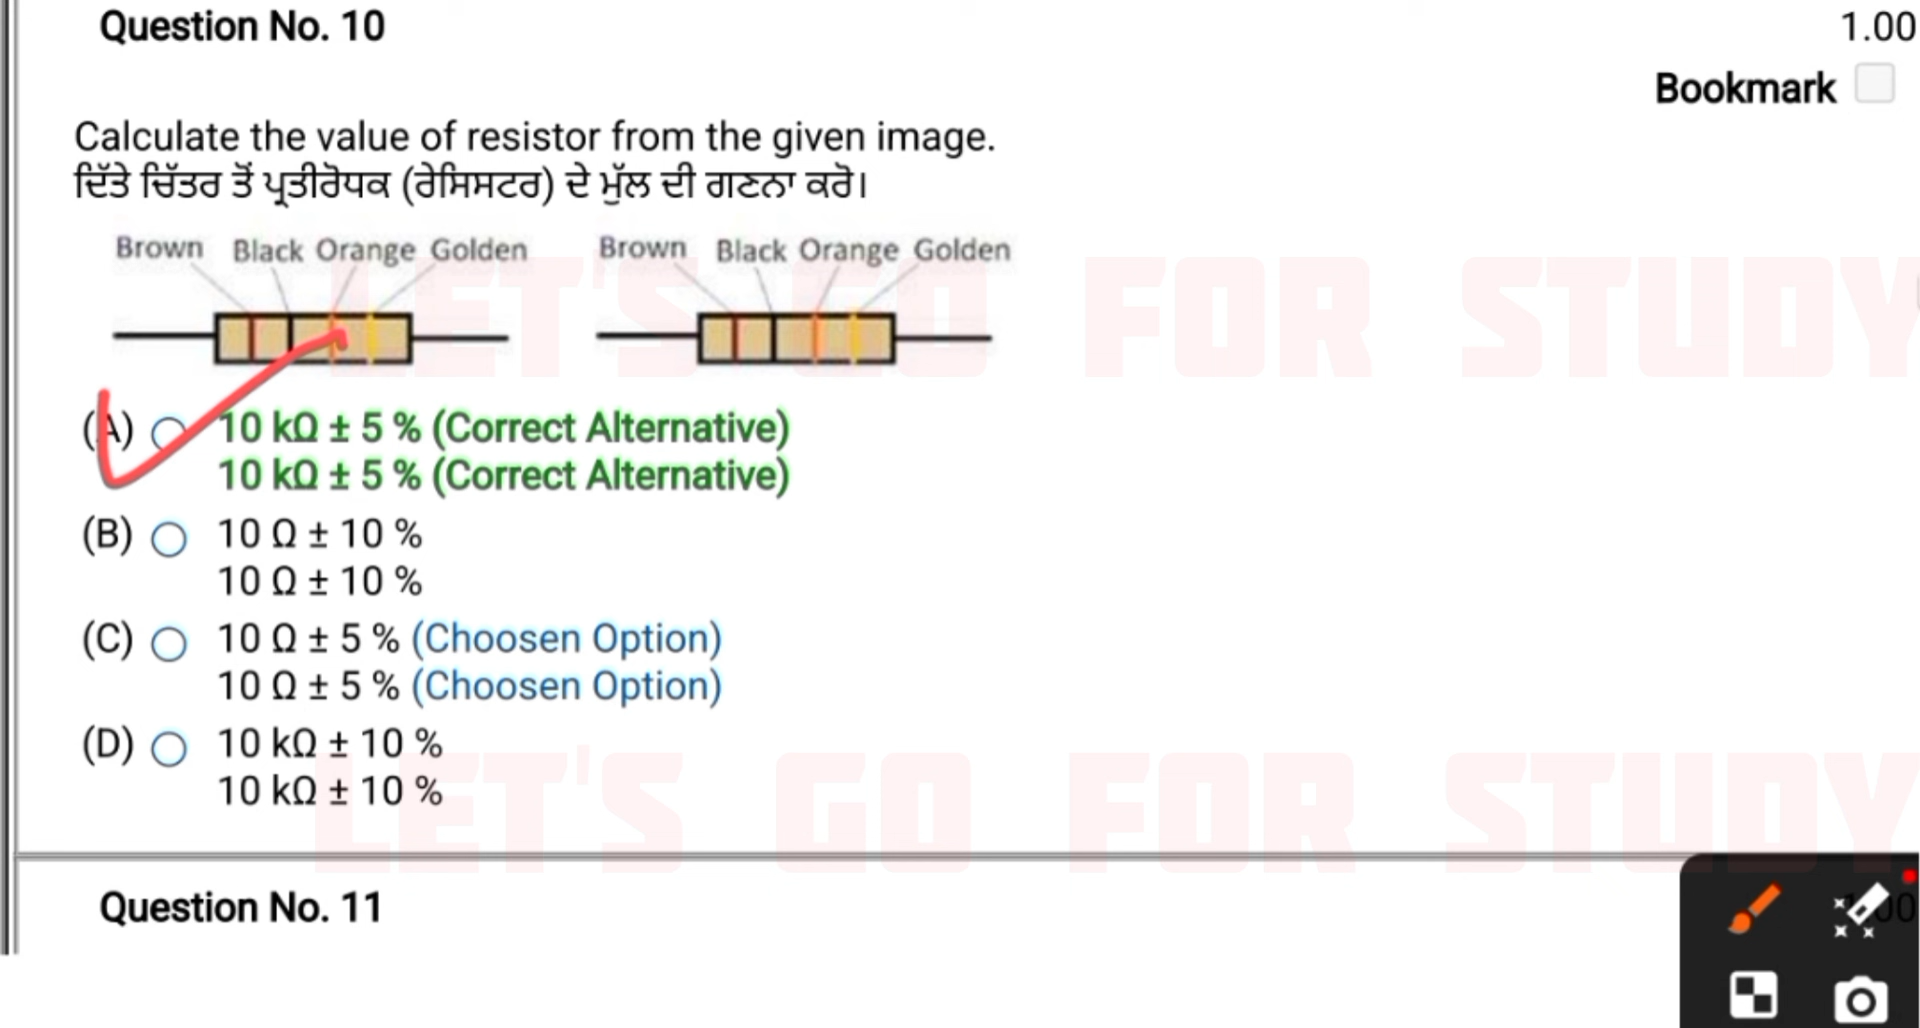 Question No. 10
1.00
Bookmark
Calculate the value of resistor from the given image.
ਦਿੱਤੇ ਚਿੱਤਰ ਤੋਂ ਪ੍ਰਤੀਰੋਧਕ (ਰੇਸਿਸਟਰ) ਦੇ ਮੁੱਲ ਦੀ ਗਣਨਾ ਕਰੋ।
Brown Black Orange Golden Brown Black Orange Golden
LET'S GO FOR STUDY
(A) 10 kΩ ± 5 % (Correct Alternative)
10 kΩ ± 5 % (Correct Alternative)
(B) 10 Ω ± 10 %
10 Ω ± 10 %
(C) 10 Ω ± 5 % (Choosen Option)
10 Ω ± 5 % (Choosen Option)
(D) 10 kΩ ± 10 %
10 kΩ ± 10 %
LET'S GO FOR STUDY
Question No. 11